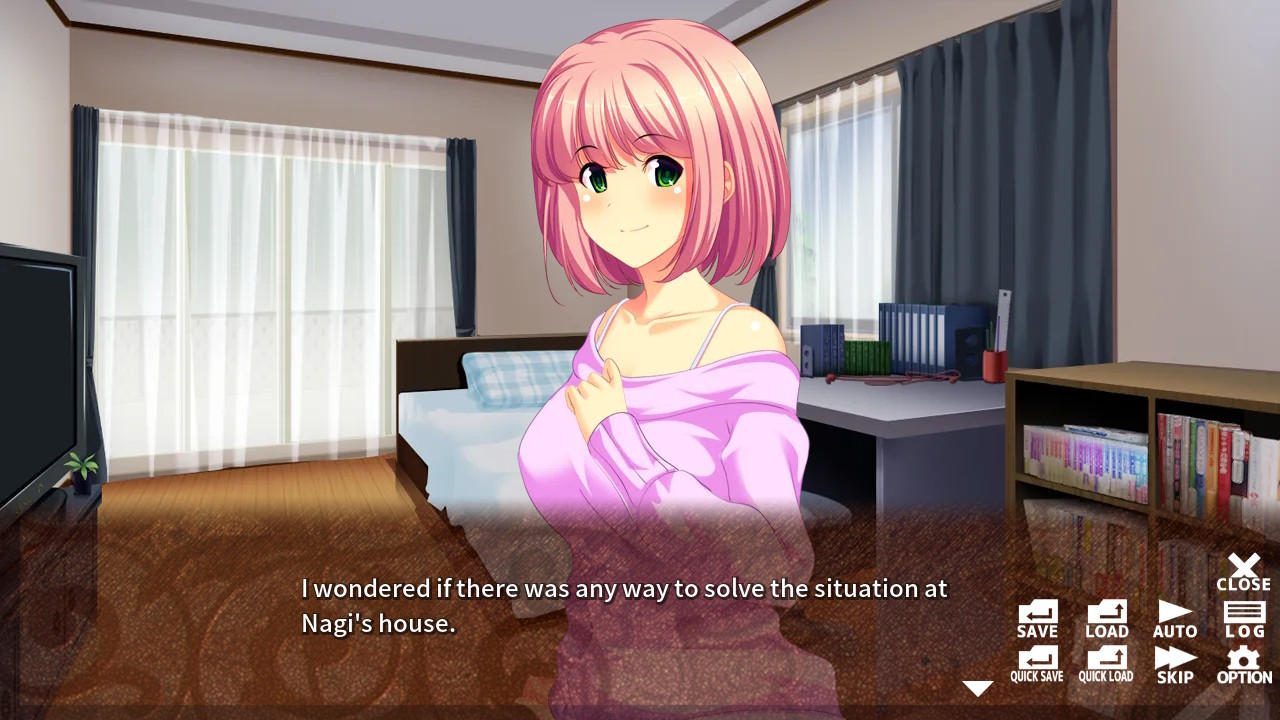 I wondered if there was any way to solve the situation at
Nagi's house.
CLOSE
SAVE
LOAD
AUTO
LOG
QUICK SAVE
QUICK LOAD
SKIP
OPTION